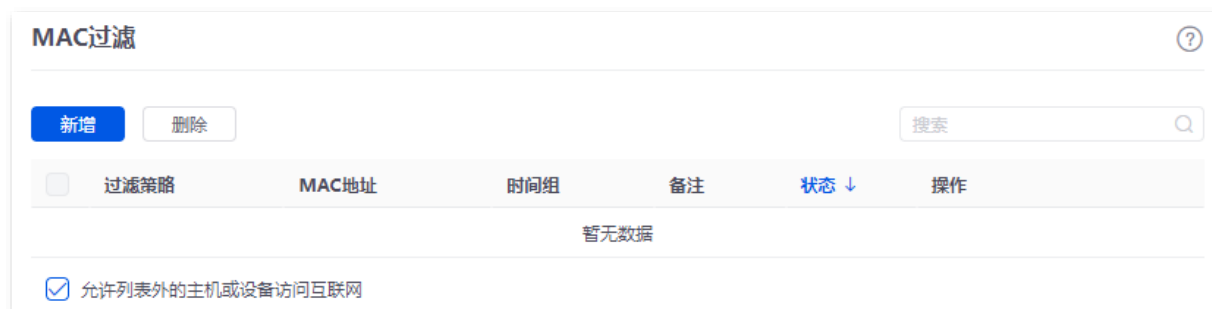 MAC过滤
新增 删除 搜索
过滤策略 MAC地址 时间组 备注 状态↓ 操作
暂无数据
允许列表外的主机或设备访问互联网